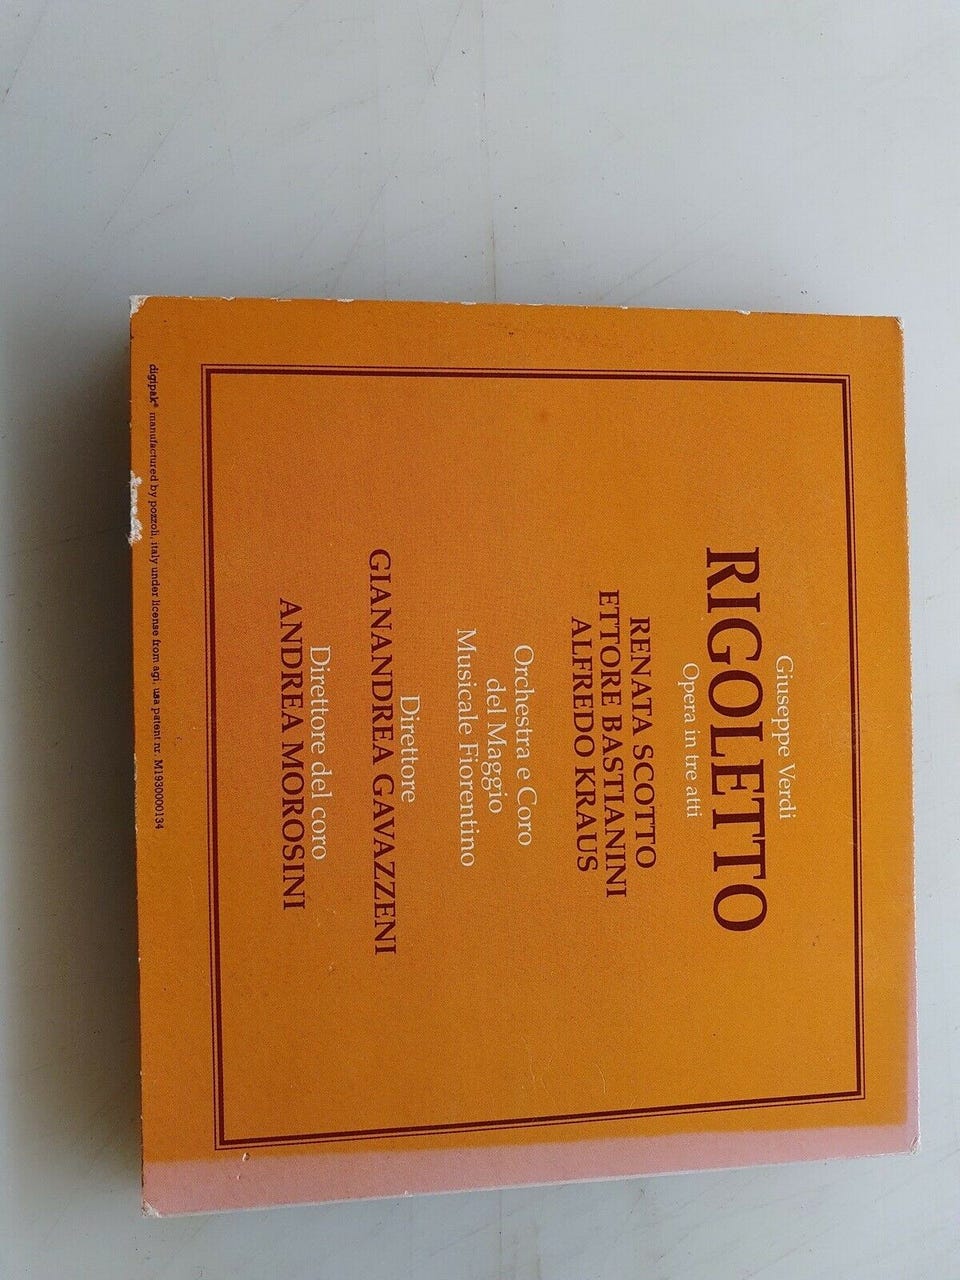 Giuseppe Verdi
RIGOLETTO
Opera in tre atti
RENATA SCOTTO
ETTORE BASTIANINI
ALFREDO KRAUS
Orchestra e Coro
del Maggio
Musicale Fiorentino
Direttore
GIANANDREA GAVAZZENI
Direttore del coro
ANDREA MOROSINI
digipak® manufactured by pozzoli, italy under license from agi, usa patent nr. M1930000134